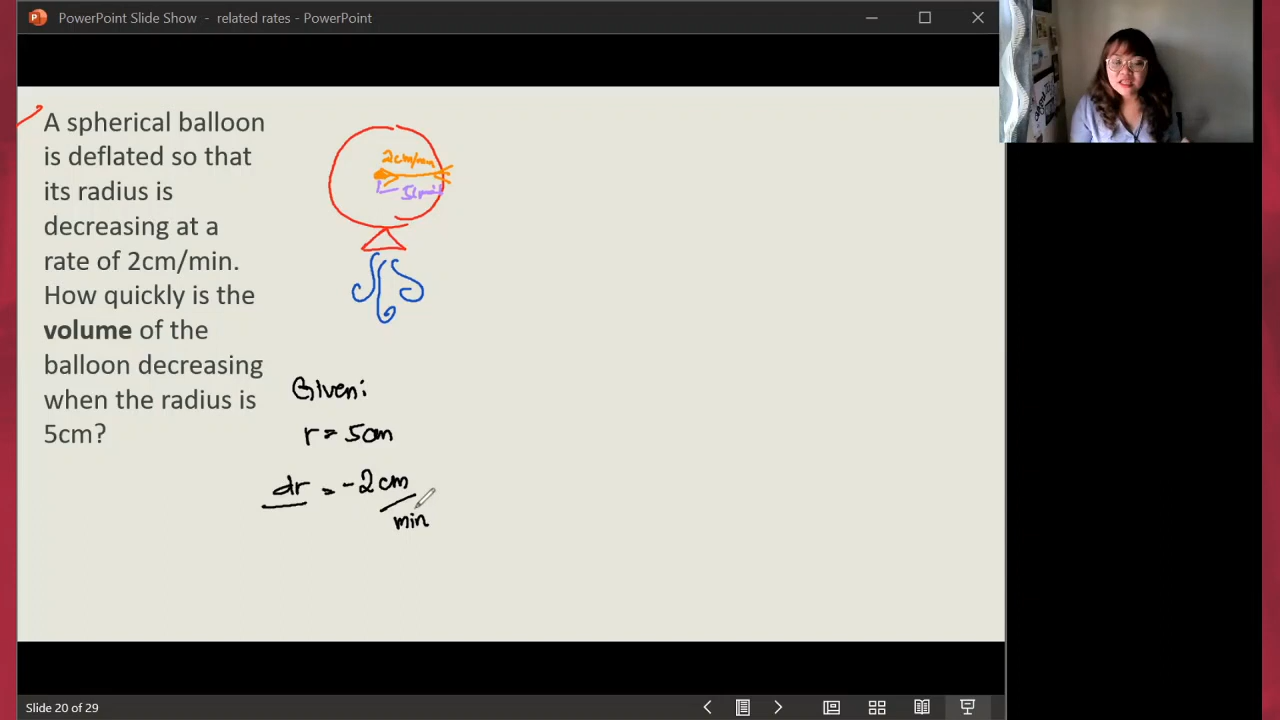 PowerPoint Slide Show - related rates - PowerPoint
A spherical balloon
is deflated so that
its radius is
decreasing at a
rate of 2cm/min.
How quickly is the
volume of the
balloon decreasing
when the radius is
5cm?
2cm/min
Given:
r = 5cm
dr = -2cm
min
Slide 20 of 29